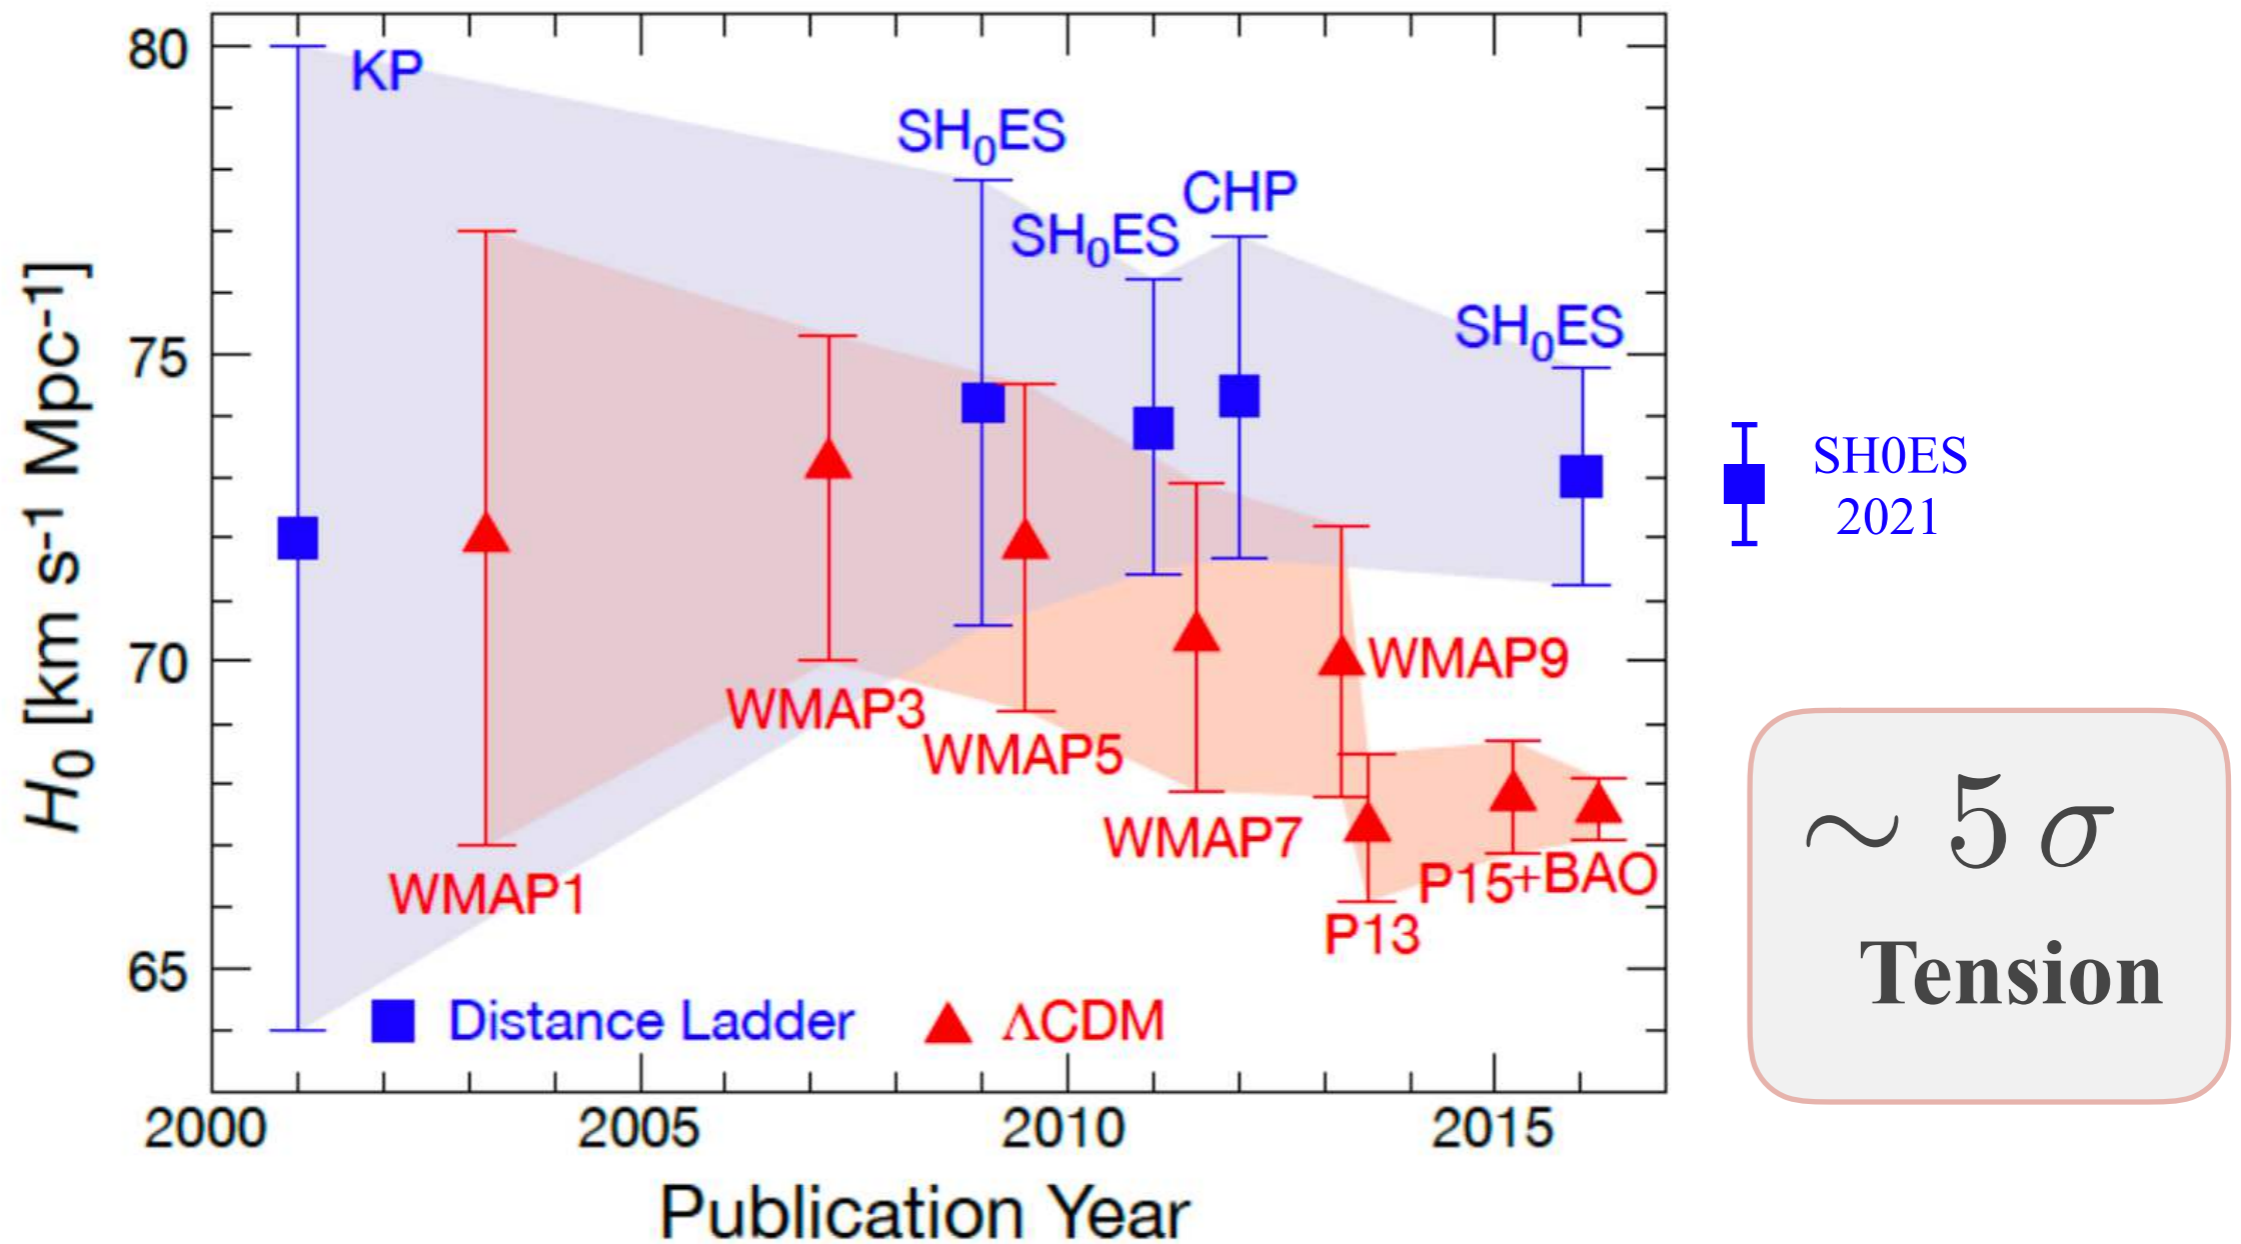 H₀ [km s⁻¹ Mpc⁻¹]
80
75
70
65
KP
SH₀ES
SH₀ES
CHP
SH₀ES
WMAP1
WMAP3
WMAP5
WMAP7
WMAP9
P13
P15+BAO
Distance Ladder
ΛCDM
2000
2005
2010
2015
Publication Year
SH0ES
2021
~ 5 σ
Tension